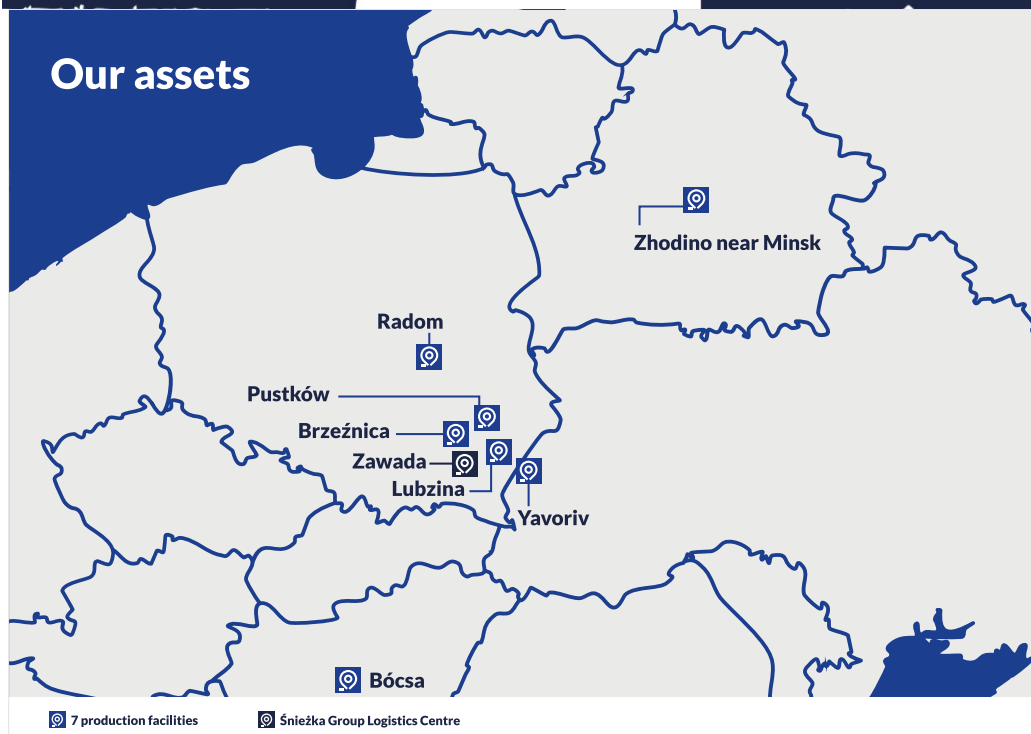 Our assets
Zhodino near Minsk
Radom
Pustków
Brzeźnica
Zawada
Lubzina
Yavoriv
Bócsa
7 production facilities
Śnieżka Group Logistics Centre